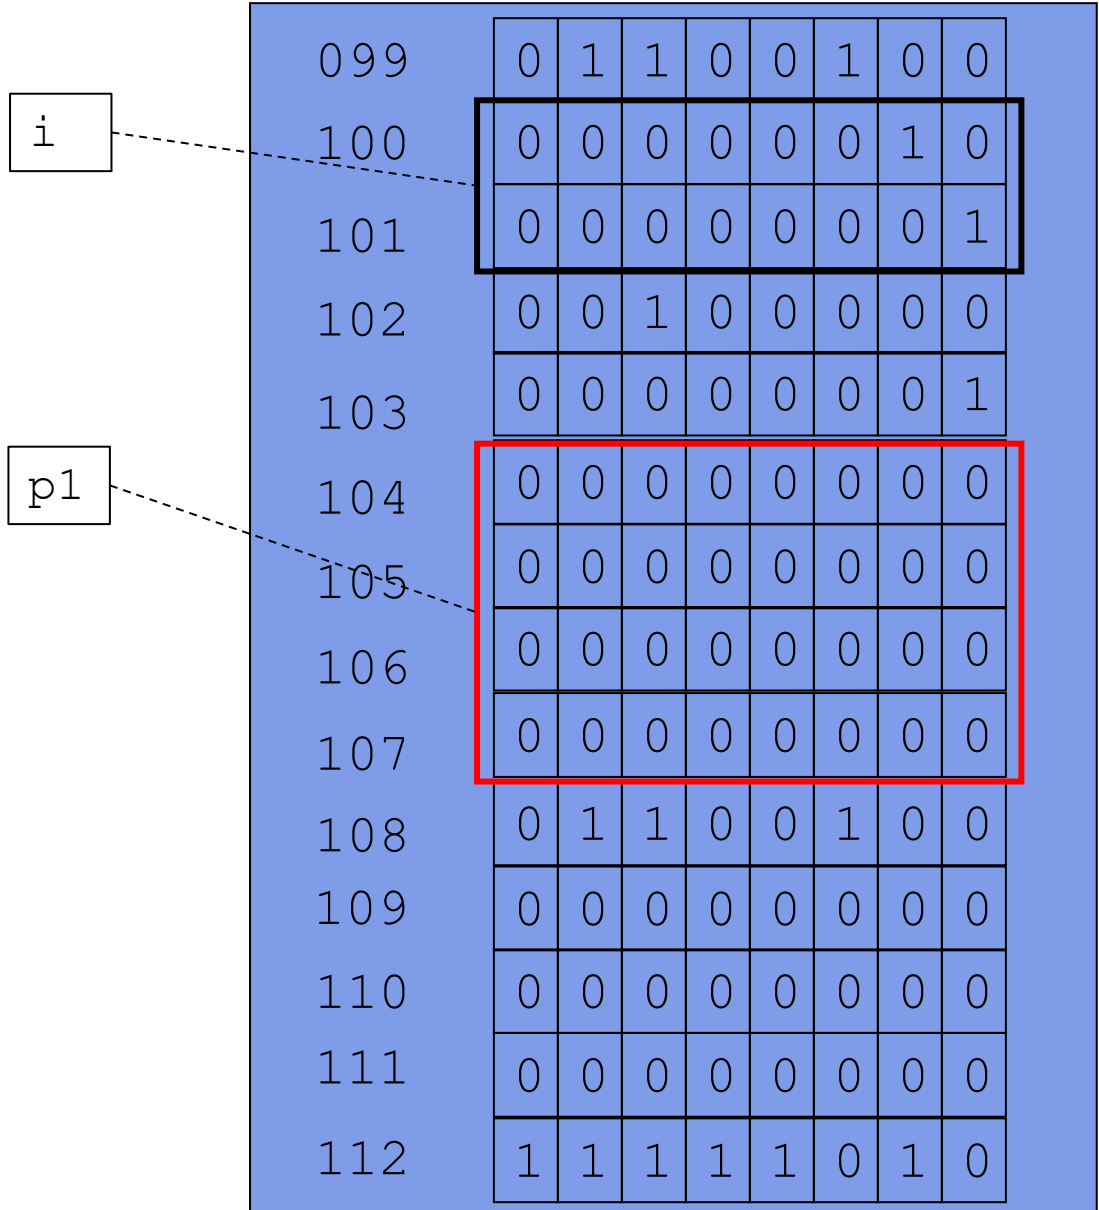 099 0 1 1 0 0 1 0 0
i
100 0 0 0 0 0 0 1 0
101 0 0 0 0 0 0 0 1
102 0 0 1 0 0 0 0 0
103 0 0 0 0 0 0 0 1
p1
104 0 0 0 0 0 0 0 0
105 0 0 0 0 0 0 0 0
106 0 0 0 0 0 0 0 0
107 0 0 0 0 0 0 0 0
108 0 1 1 0 0 1 0 0
109 0 0 0 0 0 0 0 0
110 0 0 0 0 0 0 0 0
111 0 0 0 0 0 0 0 0
112 1 1 1 1 1 0 1 0